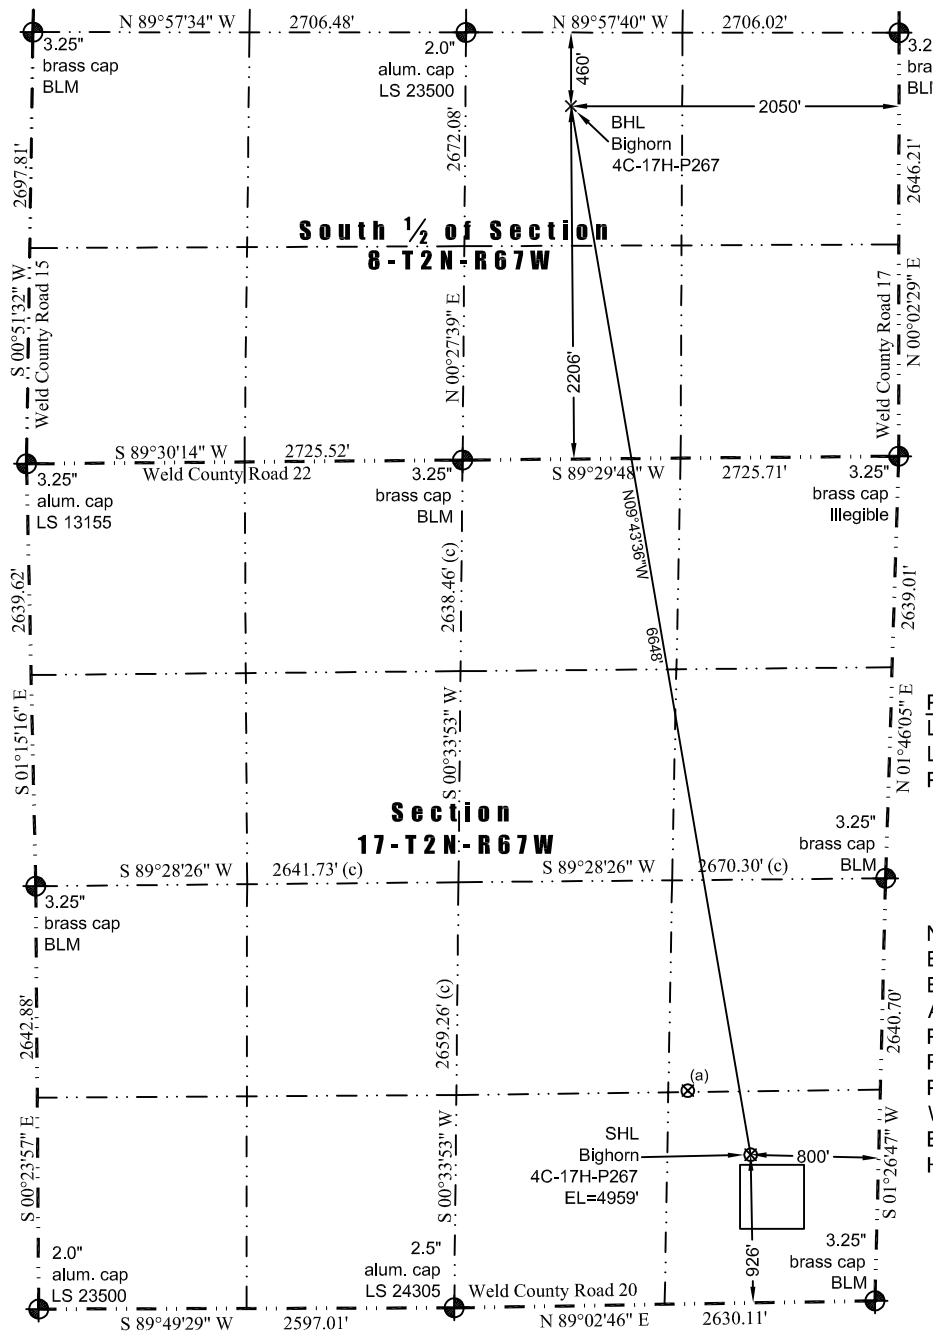 N 89°57'34" W
2706.48'
N 89°57'40" W
2706.02'
3.25"
brass cap
BLM
2.0"
alum. cap
LS 23500
460'
2050'
BHL
Bighorn
4C-17H-P267
2697.81'
2672.08'
2646.21'
South ½ of Section
8-T2N-R67W
S 00°51'32" W
Weld County Road 15
N 00°27'39" E
2206'
Weld County Road 17
N 00°02'29" E
S 89°30'14" W
2725.52'
Weld County Road 22
S 89°29'48" W
2725.71'
3.25"
alum. cap
LS 13155
3.25"
brass cap
BLM
3.25"
brass cap
Illegible
N09°43'36"W
6648'
2639.62'
2638.46' (c)
2639.01'
S 01°15'16" E
S 00°33'53" W
N 01°46'05" E
Section
17-T2N-R67W
S 89°28'26" W
2641.73' (c)
S 89°28'26" W
2670.30' (c)
3.25"
brass cap
BLM
3.25"
brass cap
BLM
2642.88'
2659.26' (c)
2640.70'
(a)
SHL
Bighorn
4C-17H-P267
EL=4959'
800'
926'
S 00°23'57" E
S 00°33'53" W
S 01°26'47" W
2.0"
alum. cap
LS 23500
2.5"
alum. cap
LS 24305
3.25"
brass cap
BLM
Weld County Road 20
S 89°49'29" W
2597.01'
N 89°02'46" E
2630.11'